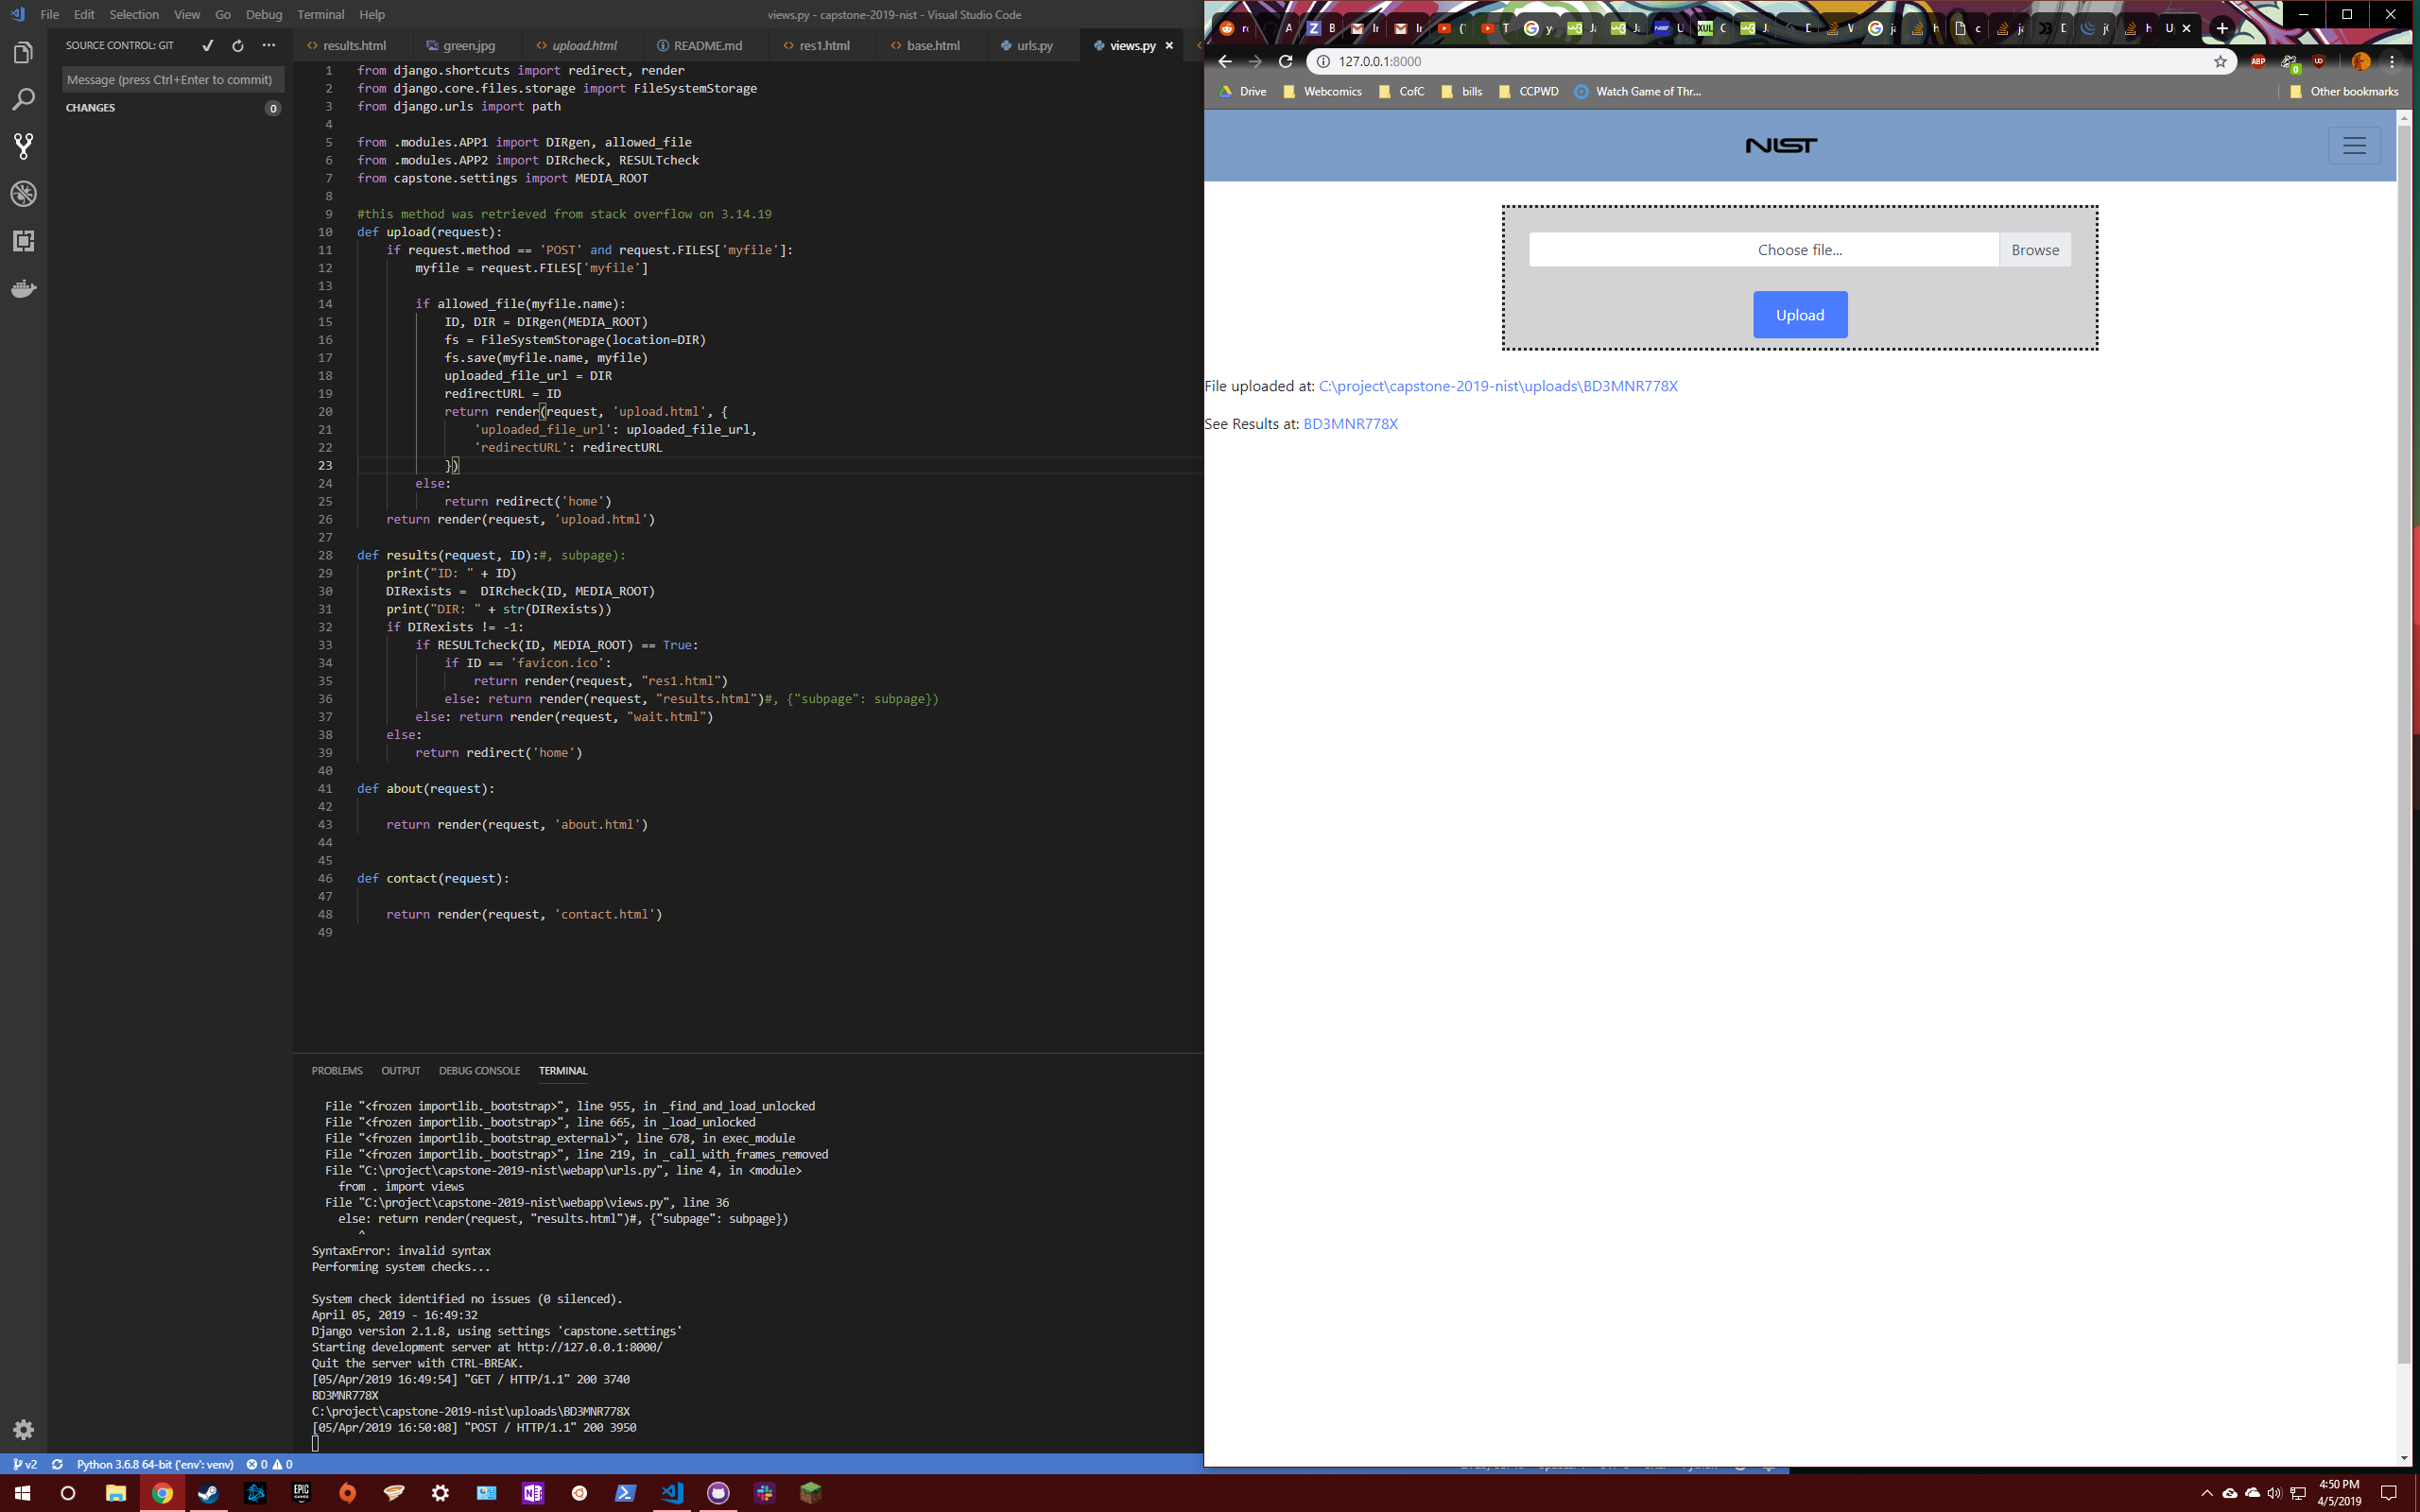 File Edit Selection View Go Debug Terminal Help
views.py - capstone-2019-nist - Visual Studio Code
SOURCE CONTROL: GIT
Message (press Ctrl+Enter to commit)
CHANGES 0
results.html green.jpg upload.html README.md res1.html base.html urls.py views.py
1 from django.shortcuts import redirect, render
2 from django.core.files.storage import FileSystemStorage
3 from django.urls import path
4
5 from .modules.APP1 import DIRgen, allowed_file
6 from .modules.APP2 import DIRcheck, RESULTcheck
7 from capstone.settings import MEDIA_ROOT
8
9 #this method was retrieved from stack overflow on 3.14.19
10 def upload(request):
11 if request.method == 'POST' and request.FILES['myfile']:
12 myfile = request.FILES['myfile']
13
14 if allowed_file(myfile.name):
15 ID, DIR = DIRgen(MEDIA_ROOT)
16 fs = FileSystemStorage(location=DIR)
17 fs.save(myfile.name, myfile)
18 uploaded_file_url = DIR
19 redirectURL = ID
20 return render(request, 'upload.html', {
21 'uploaded_file_url': uploaded_file_url,
22 'redirectURL': redirectURL
23 })
24 else:
25 return redirect('home')
26 return render(request, 'upload.html')
27
28 def results(request, ID):#, subpage):
29 print("ID: " + ID)
30 DIRexists =  DIRcheck(ID, MEDIA_ROOT)
31 print("DIR: " + str(DIRexists))
32 if DIRexists != -1:
33 if RESULTcheck(ID, MEDIA_ROOT) == True:
34 if ID == 'favicon.ico':
35 return render(request, "res1.html")
36 else: return render(request, "results.html")#, {"subpage": subpage})
37 else: return render(request, "wait.html")
38 else:
39 return redirect('home')
40
41 def about(request):
42
43 return render(request, 'about.html')
44
45
46 def contact(request):
47
48 return render(request, 'contact.html')
49
PROBLEMS OUTPUT DEBUG CONSOLE TERMINAL
File "<frozen importlib._bootstrap>", line 955, in _find_and_load_unlocked
File "<frozen importlib._bootstrap>", line 665, in _load_unlocked
File "<frozen importlib._bootstrap_external>", line 678, in exec_module
File "<frozen importlib._bootstrap>", line 219, in _call_with_frames_removed
File "C:\project\capstone-2019-nist\webapp\urls.py", line 4, in <module>
from . import views
File "C:\project\capstone-2019-nist\webapp\views.py", line 36
else: return render(request, "results.html")#, {"subpage": subpage})
^
SyntaxError: invalid syntax
Performing system checks...
System check identified no issues (0 silenced).
April 05, 2019 - 16:49:32
Django version 2.1.8, using settings 'capstone.settings'
Starting development server at http://127.0.0.1:8000/
Quit the server with CTRL-BREAK.
[05/Apr/2019 16:49:54] "GET / HTTP/1.1" 200 3740
BD3MNR778X
C:\project\capstone-2019-nist\uploads\BD3MNR778X
[05/Apr/2019 16:50:08] "POST / HTTP/1.1" 200 3950
v2 Python 3.6.8 64-bit ('env': venv) 0 0
127.0.0.1:8000
ABP 0 UD
Drive Webcomics CofC bills CCPWD Watch Game of Thr... Other bookmarks
NIST
Choose file... Browse
Upload
File uploaded at: C:\project\capstone-2019-nist\uploads\BD3MNR778X
See Results at: BD3MNR778X
EPIC GAMES
4:50 PM
4/5/2019